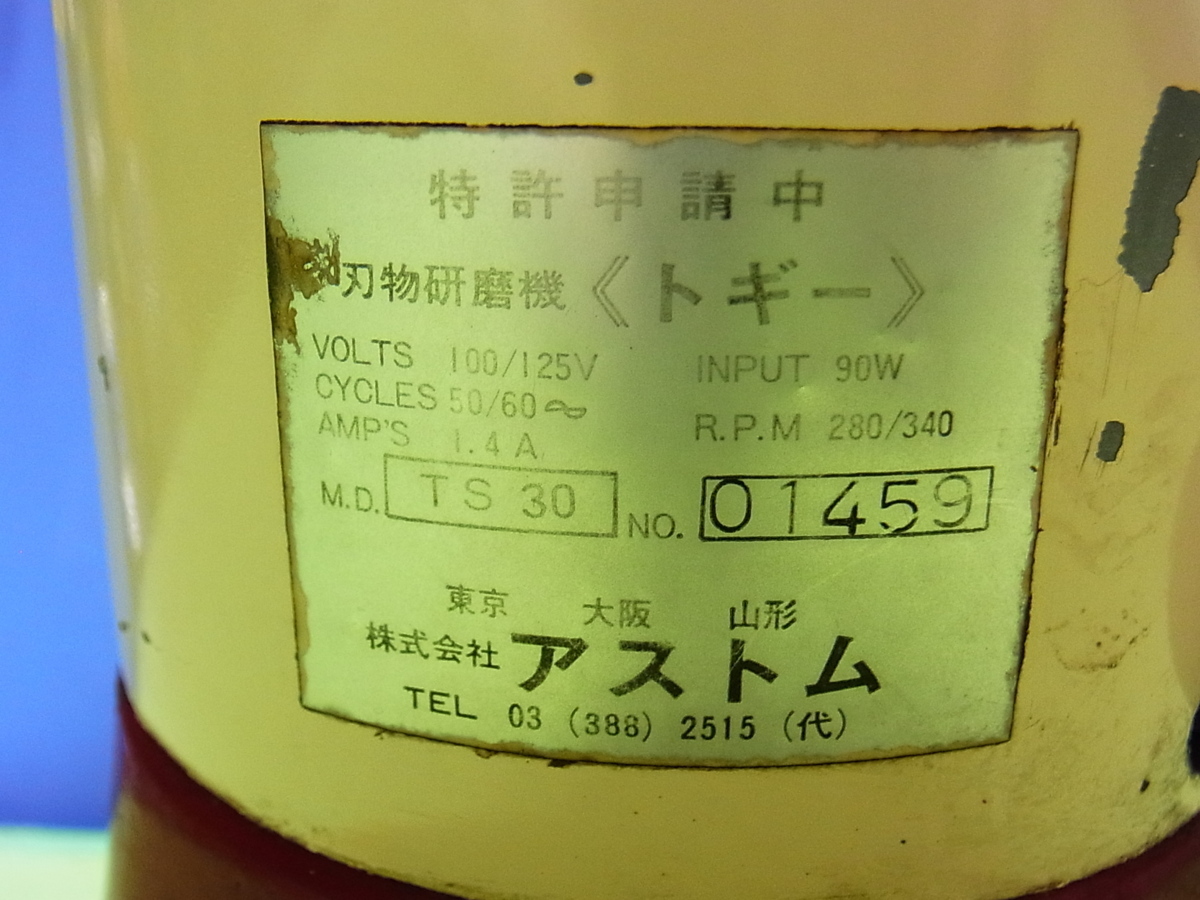 特許申請中
刃物研磨機《トギー》
VOLTS 100/125V INPUT 90W
CYCLES 50/60
AMP'S 1.4 A R.P.M 280/340
M.D. TS 30 NO. 01459
東京 大阪 山形
株式会社 アストム
TEL 03 (388) 2515 (代)